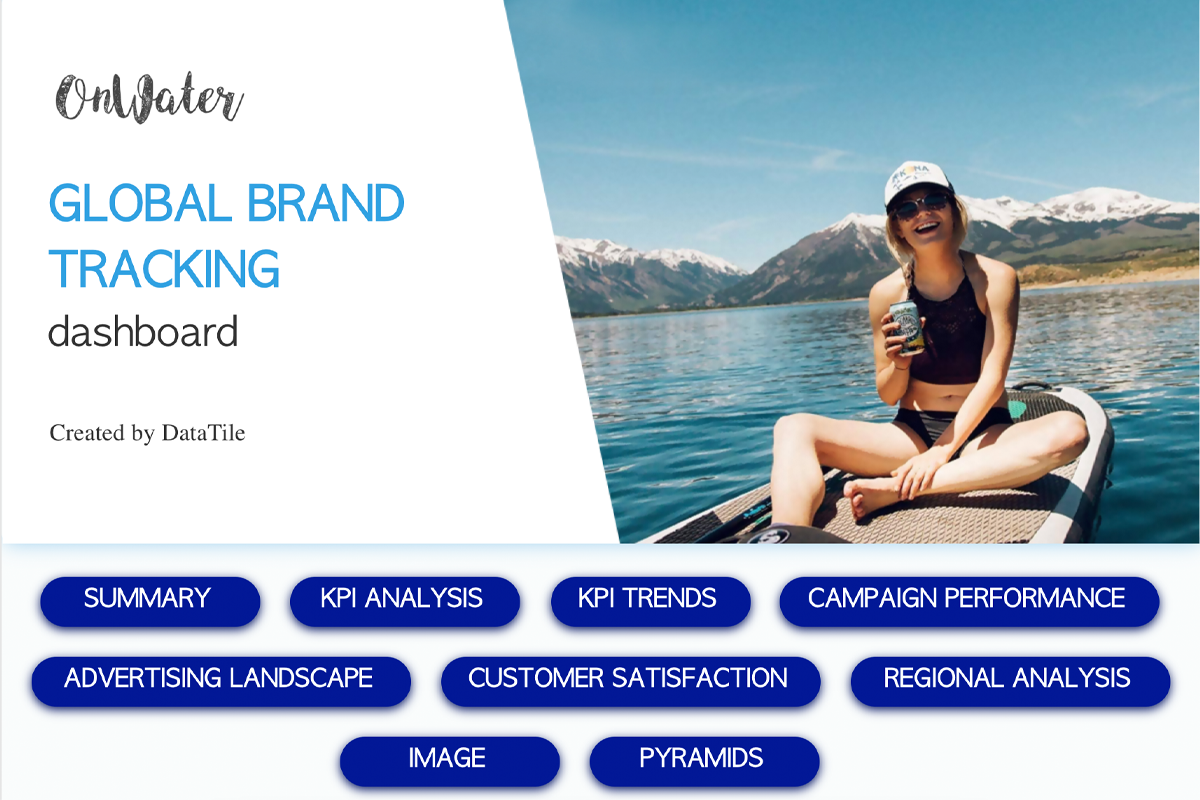 OnWater
GLOBAL BRAND
TRACKING
dashboard
Created by DataTile
KONA
SUMMARY
KPI ANALYSIS
KPI TRENDS
CAMPAIGN PERFORMANCE
ADVERTISING LANDSCAPE
CUSTOMER SATISFACTION
REGIONAL ANALYSIS
IMAGE
PYRAMIDS